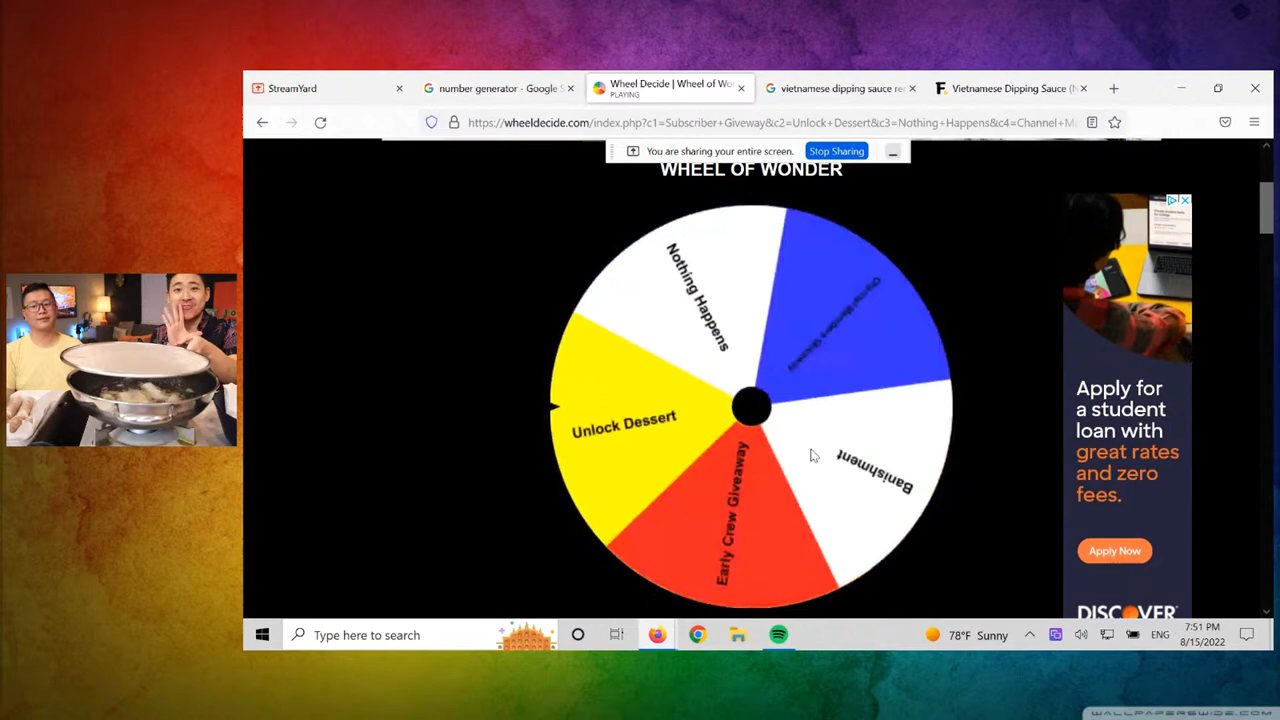 StreamYard
number generator - Google S
Wheel Decide | Wheel of Wo
PLAYING
vietnamese dipping sauce re
Vietnamese Dipping Sauce (N
https://wheeldecide.com/index.php?c1=Subscriber+Giveway&c2=Unlock+Dessert&c3=Nothing+Happens&c4=Channel+M
You are sharing your entire screen.
Stop Sharing
WHEEL OF WONDER
Nothing Happens
Giveaway
Unlock Dessert
Banishment
Early Crew Giveaway
Apply for
a student
loan with
great rates
and zero
fees.
Apply Now
DISCOVER
Type here to search
78°F Sunny
ENG
7:51 PM
8/15/2022
WALLPAPERSWIDE.COM